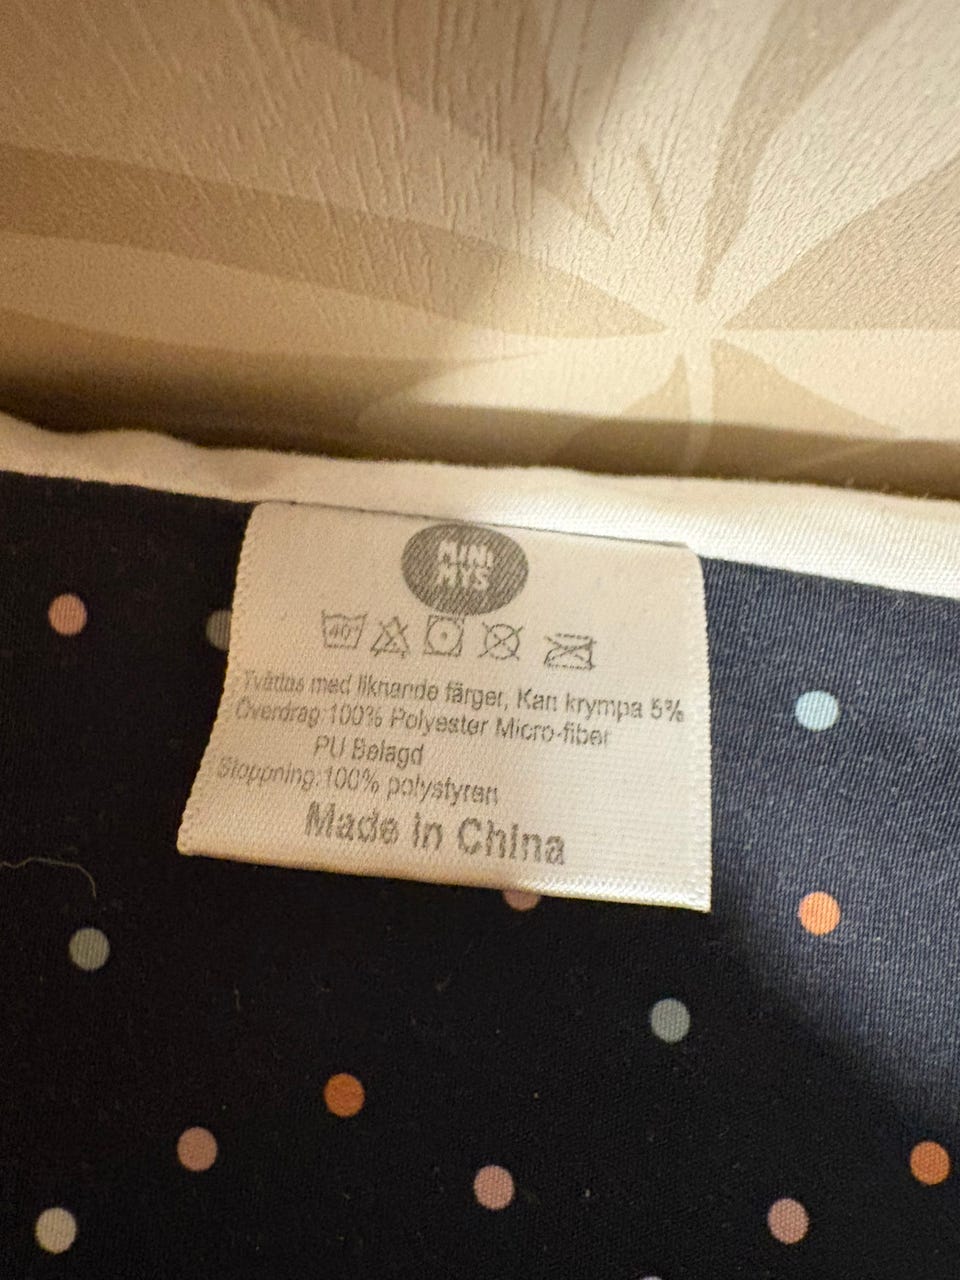 MINI
MYS
40°
Tvättas med liknande färger, Kan krympa 5%
Överdrag:100% Polyester Micro-fiber
PU Belagd
Stoppning:100% polystyren
Made in China